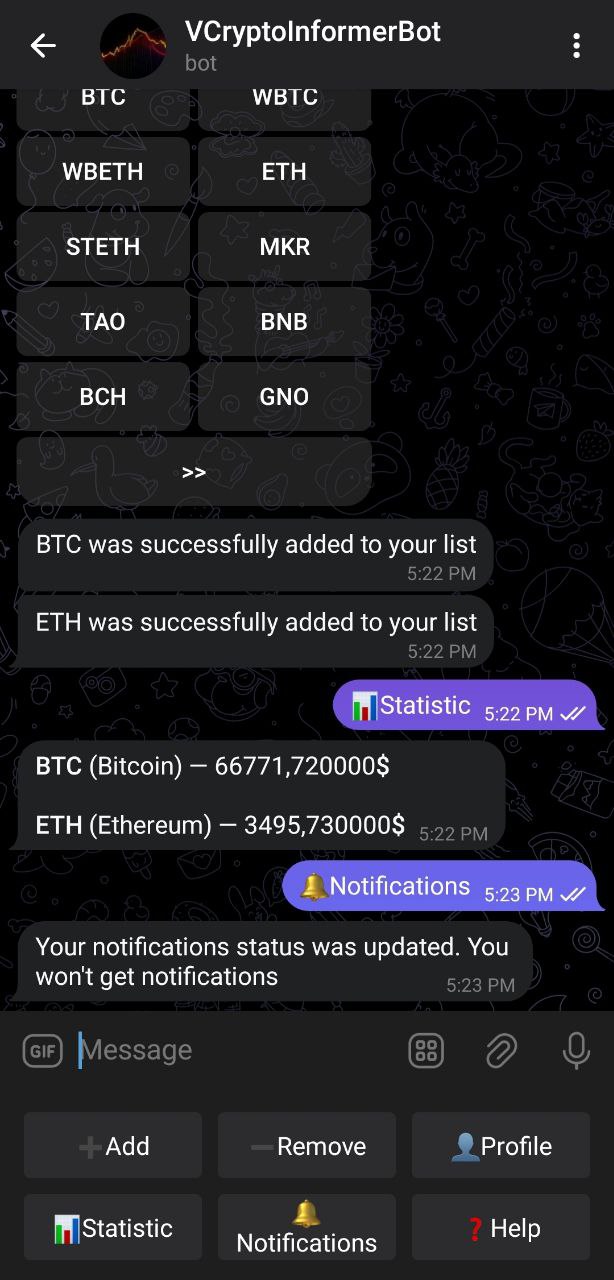 VCryptoInformerBot
bot
BTC WBTC
WBETH ETH
STETH MKR
TAO BNB
BCH GNO
>>
BTC was successfully added to your list
5:22 PM
ETH was successfully added to your list
5:22 PM
📊Statistic 5:22 PM
BTC (Bitcoin) — 66771,720000$
ETH (Ethereum) — 3495,730000$ 5:22 PM
🔔Notifications 5:23 PM
Your notifications status was updated. You
won't get notifications 5:23 PM
GIF Message
➕Add ➖Remove 👤Profile
📊Statistic 🔔Notifications ❓Help